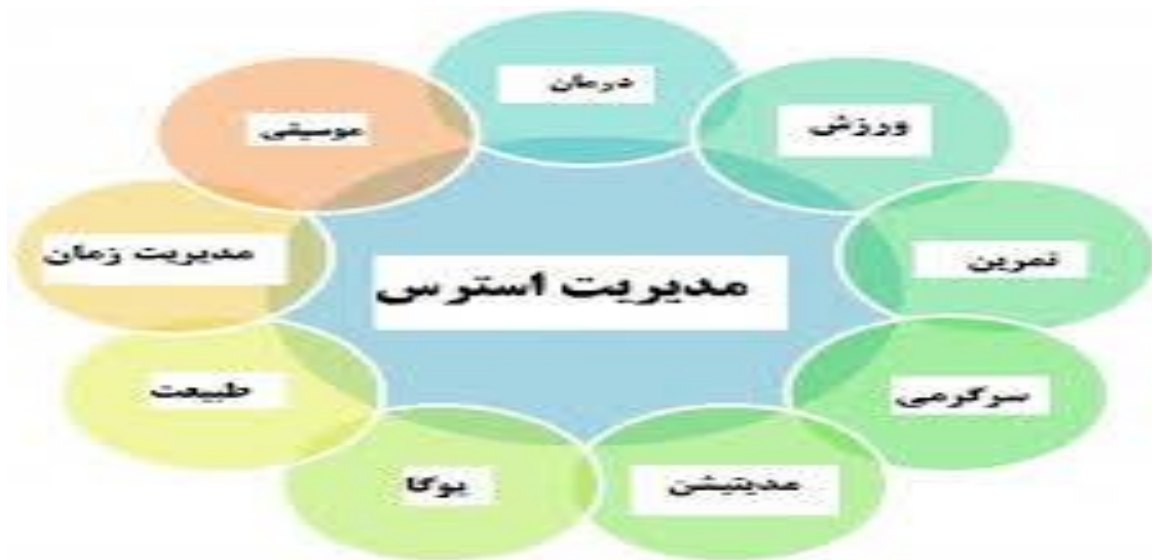 درمان
ورزش
تمرین
سرگرمی
مدیتیشن
یوگا
طبیعت
مدیریت زمان
موسیقی
مدیریت استرس